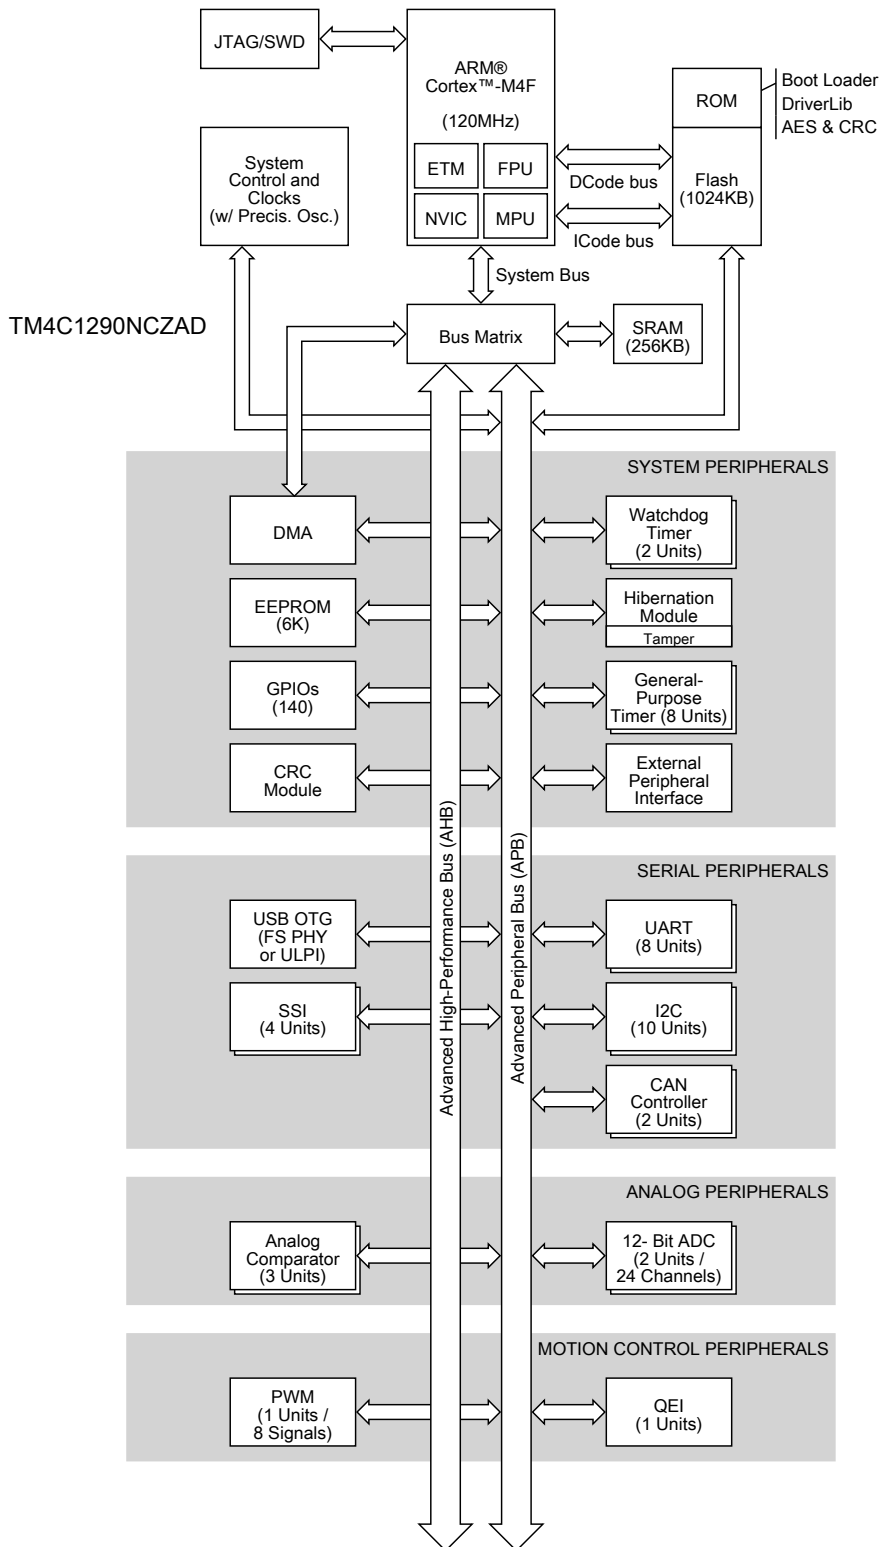 JTAG/SWD
ARM®
Cortex™-M4F
(120MHz)
ETM
FPU
NVIC
MPU
ROM
Boot Loader
DriverLib
AES & CRC
Flash
(1024KB)
DCode bus
ICode bus
System
Control and
Clocks
(w/ Precis. Osc.)
System Bus
TM4C1290NCZAD
Bus Matrix
SRAM
(256KB)
SYSTEM PERIPHERALS
DMA
Watchdog
Timer
(2 Units)
EEPROM
(6K)
Hibernation
Module
Tamper
GPIOs
(140)
General-
Purpose
Timer (8 Units)
CRC
Module
External
Peripheral
Interface
Advanced High-Performance Bus (AHB)
Advanced Peripheral Bus (APB)
SERIAL PERIPHERALS
USB OTG
(FS PHY
or ULPI)
UART
(8 Units)
SSI
(4 Units)
I2C
(10 Units)
CAN
Controller
(2 Units)
ANALOG PERIPHERALS
Analog
Comparator
(3 Units)
12- Bit ADC
(2 Units /
24 Channels)
MOTION CONTROL PERIPHERALS
PWM
(1 Units /
8 Signals)
QEI
(1 Units)